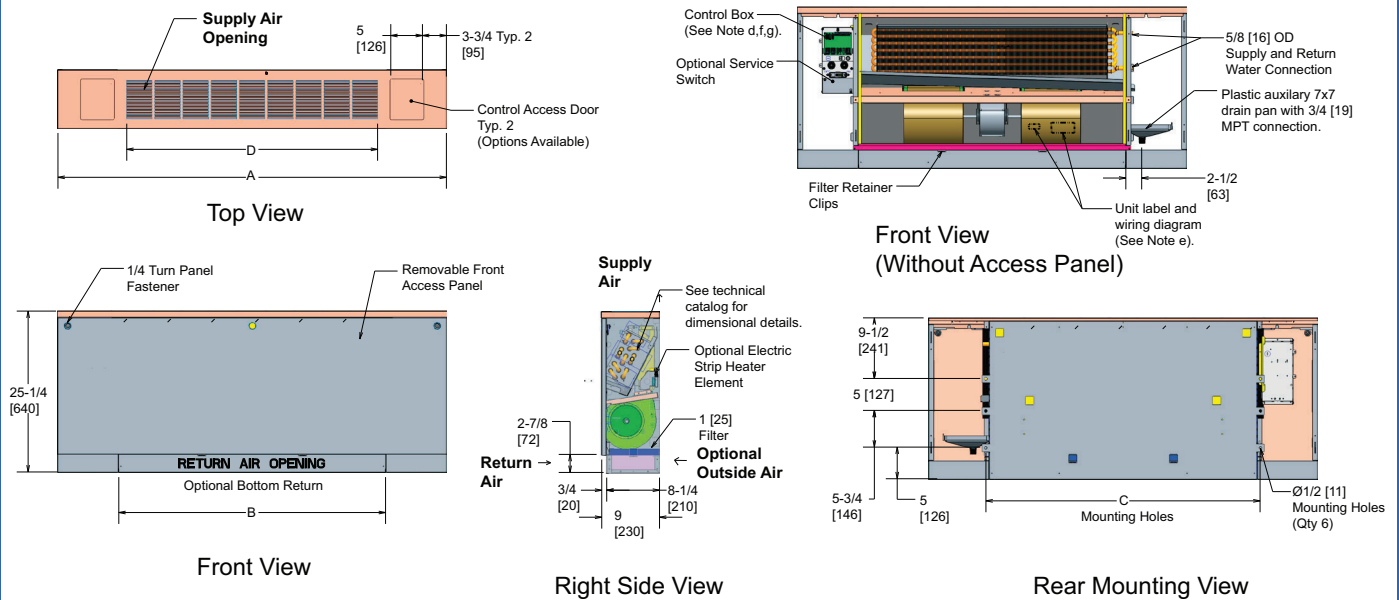 Supply Air
Opening
5
[126]
3-3/4 Typ. 2
[95]
Control Access Door
Typ. 2
(Options Available)
D
A
Top View
Control Box
(See Note d,f,g).
Optional Service
Switch
5/8 [16] OD
Supply and Return
Water Connection
Plastic auxilary 7x7
drain pan with 3/4 [19]
MPT connection.
2-1/2
[63]
Filter Retainer
Clips
Unit label and
wiring diagram
(See Note e).
Front View
(Without Access Panel)
1/4 Turn Panel
Fastener
Removable Front
Access Panel
25-1/4
[640]
RETURN AIR OPENING
Optional Bottom Return
B
Front View
Supply
Air
See technical
catalog for
dimensional details.
Optional Electric
Strip Heater
Element
2-7/8
[72]
1 [25]
Filter
Return
Air
Optional
Outside Air
3/4
[20]
8-1/4
[210]
9
[230]
Right Side View
9-1/2
[241]
5 [127]
5-3/4
[146]
5
[126]
C
Mounting Holes
Ø1/2 [11]
Mounting Holes
(Qty 6)
Rear Mounting View